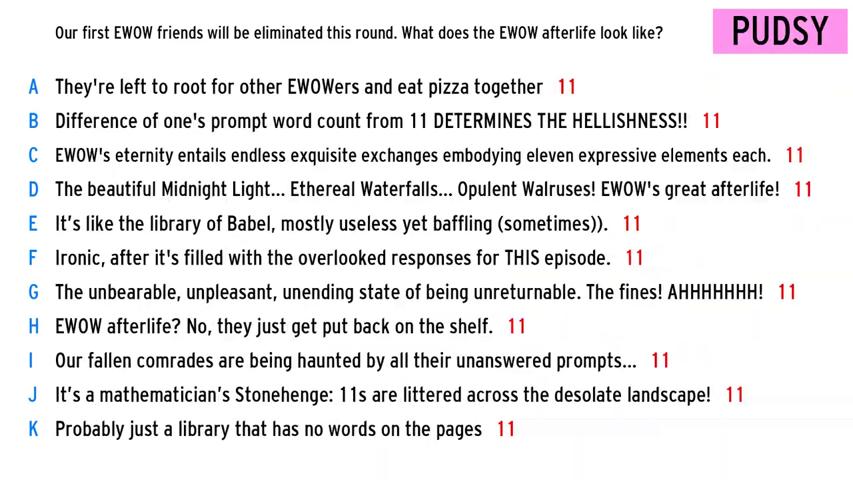 Our first EWOW friends will be eliminated this round. What does the EWOW afterlife look like?
PUDSY
A They're left to root for other EWOWers and eat pizza together 11
B Difference of one's prompt word count from 11 DETERMINES THE HELLISHNESS!! 11
C EWOW's eternity entails endless exquisite exchanges embodying eleven expressive elements each. 11
D The beautiful Midnight Light... Ethereal Waterfalls... Opulent Walruses! EWOW's great afterlife! 11
E It’s like the library of Babel, mostly useless yet baffling (sometimes)). 11
F Ironic, after it's filled with the overlooked responses for THIS episode. 11
G The unbearable, unpleasant, unending state of being unreturnable. The fines! AHHHHHHH! 11
H EWOW afterlife? No, they just get put back on the shelf. 11
I Our fallen comrades are being haunted by all their unanswered prompts... 11
J It’s a mathematician’s Stonehenge: 11s are littered across the desolate landscape! 11
K Probably just a library that has no words on the pages 11